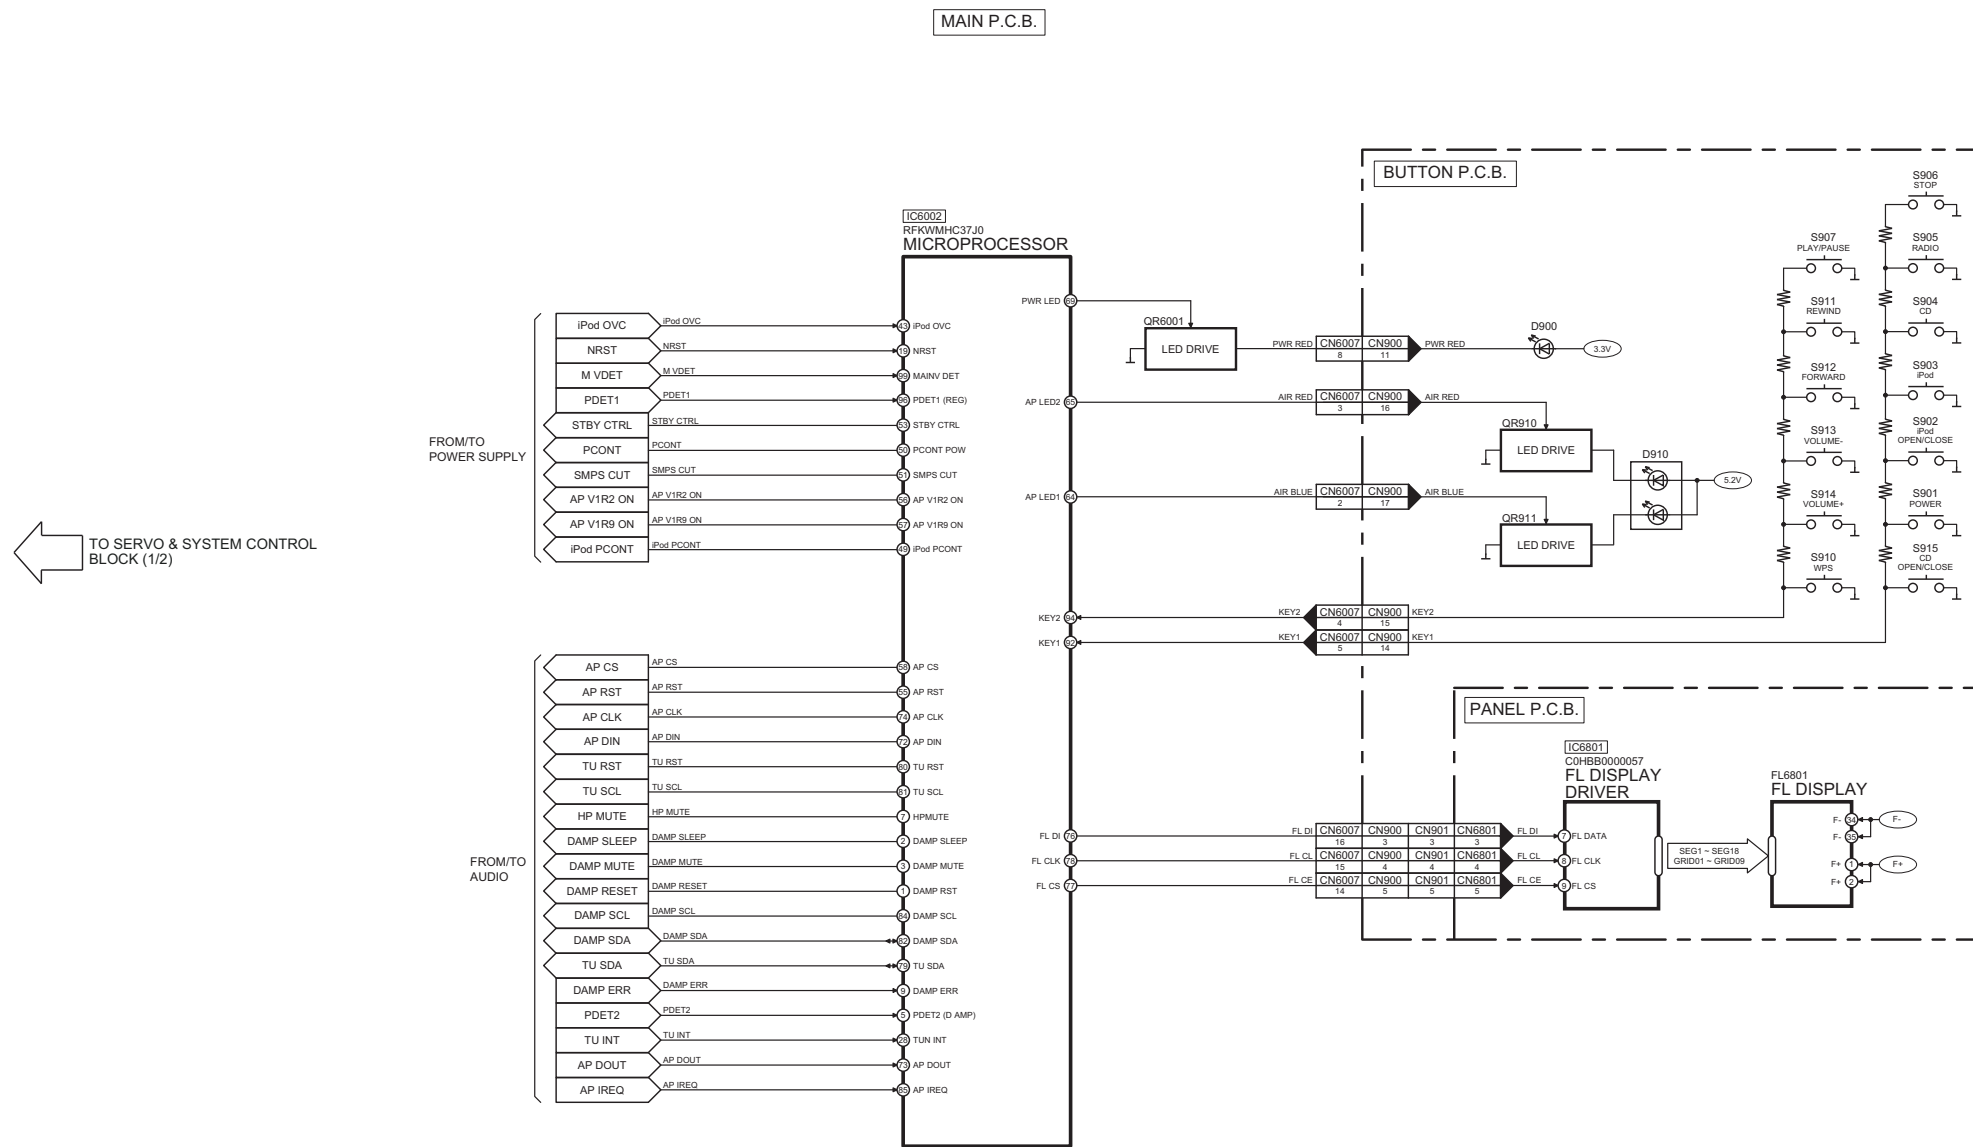 MAIN P.C.B.
TO SERVO & SYSTEM CONTROL
BLOCK (1/2)
FROM/TO
POWER SUPPLY
iPod OVC
iPod OVC
NRST
NRST
M VDET
M VDET
PDET1
PDET1
STBY CTRL
STBY CTRL
PCONT
PCONT
SMPS CUT
SMPS CUT
AP V1R2 ON
AP V1R2 ON
AP V1R9 ON
AP V1R9 ON
iPod PCONT
iPod PCONT
FROM/TO
AUDIO
AP CS
AP CS
AP RST
AP RST
AP CLK
AP CLK
AP DIN
AP DIN
TU RST
TU RST
TU SCL
TU SCL
HP MUTE
HP MUTE
DAMP SLEEP
DAMP SLEEP
DAMP MUTE
DAMP MUTE
DAMP RESET
DAMP RESET
DAMP SCL
DAMP SCL
DAMP SDA
DAMP SDA
TU SDA
TU SDA
DAMP ERR
DAMP ERR
PDET2
PDET2
TU INT
TU INT
AP DOUT
AP DOUT
AP IREQ
AP IREQ
IC6002
RFKWMHC37J0
MICROPROCESSOR
43 iPod OVC
19 NRST
99 MAINV DET
96 PDET1 (REG)
53 STBY CTRL
50 PCONT POW
51 SMPS CUT
56 AP V1R2 ON
57 AP V1R9 ON
49 iPod PCONT
58 AP CS
55 AP RST
74 AP CLK
72 AP DIN
80 TU RST
81 TU SCL
7 HPMUTE
2 DAMP SLEEP
3 DAMP MUTE
1 DAMP RST
84 DAMP SCL
82 DAMP SDA
79 TU SDA
9 DAMP ERR
5 PDET2 (D AMP)
28 TUN INT
73 AP DOUT
85 AP IREQ
PWR LED 69
AP LED2 65
AP LED1 64
KEY2 94
KEY1 92
FL DI 76
FL CLK 78
FL CS 77
QR6001
LED DRIVE
PWR RED CN6007 CN900 PWR RED
8 11
AIR RED CN6007 CN900 AIR RED
3 16
AIR BLUE CN6007 CN900 AIR BLUE
2 17
KEY2 CN6007 CN900 KEY2
4 15
KEY1 CN6007 CN900 KEY1
5 14
FL DI CN6007 CN900 CN901 CN6801 FL DI
16 3 3 3
FL CL CN6007 CN900 CN901 CN6801 FL CL
15 4 4 4
FL CE CN6007 CN900 CN901 CN6801 FL CE
14 5 5 5
BUTTON P.C.B.
D900
3.3V
QR910
LED DRIVE
QR911
LED DRIVE
D910
5.2V
S907
PLAY/PAUSE
S911
REWIND
S912
FORWARD
S913
VOLUME-
S914
VOLUME+
S910
WPS
S906
STOP
S905
RADIO
S904
CD
S903
iPod
S902
iPod
OPEN/CLOSE
S901
POWER
S915
CD
OPEN/CLOSE
PANEL P.C.B.
IC6801
C0HBB0000057
FL DISPLAY
DRIVER
7 FL DATA
8 FL CLK
9 FL CS
SEG1 ~ SEG18
GRID01 ~ GRID09
FL6801
FL DISPLAY
F- 34 F-
F- 35
F+ 1 F+
F+ 2